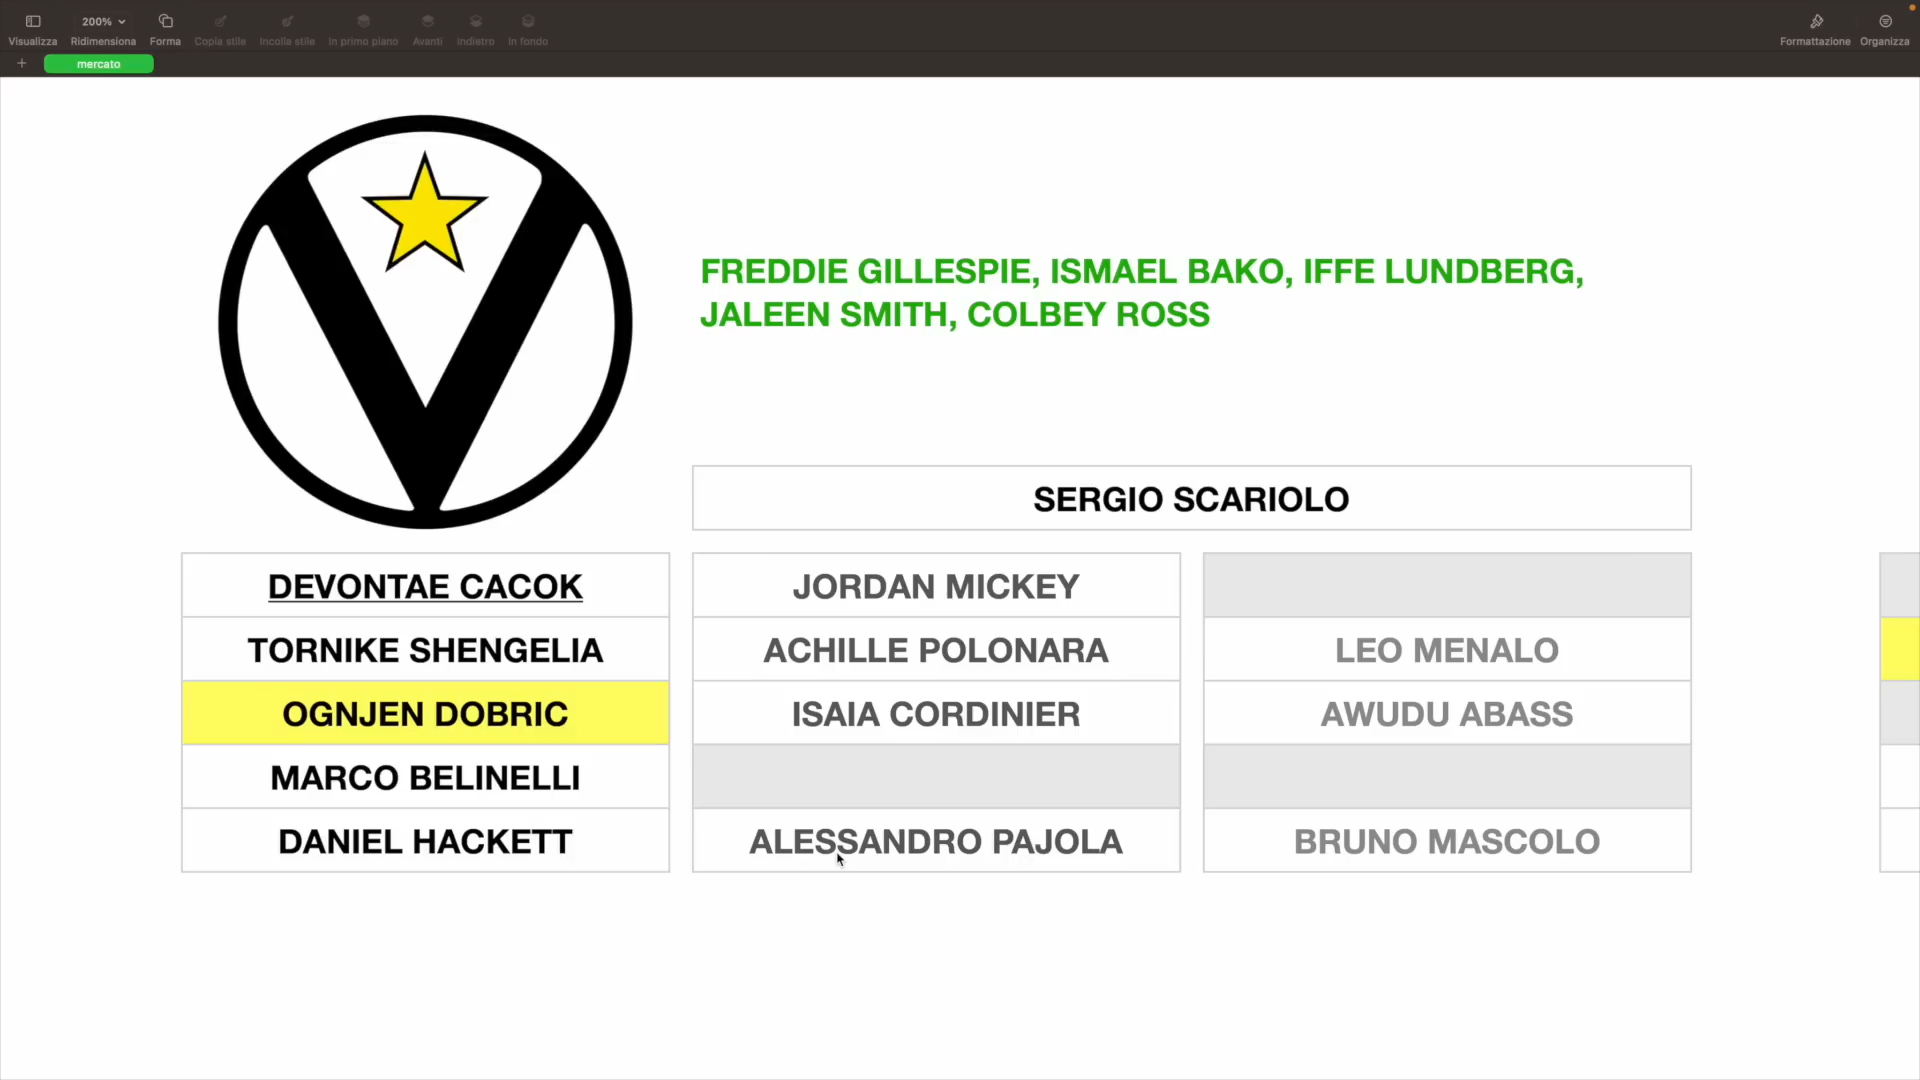 Visualizza
200%
Ridimensiona
Forma
Copia stile
Incolla stile
In primo piano
Avanti
Indietro
In fondo
Formattazione
Organizza
mercato
FREDDIE GILLESPIE, ISMAEL BAKO, IFFE LUNDBERG,
JALEEN SMITH, COLBEY ROSS
SERGIO SCARIOLO
DEVONTAE CACOK JORDAN MICKEY
TORNIKE SHENGELIA ACHILLE POLONARA LEO MENALO
OGNJEN DOBRIC ISAIA CORDINIER AWUDU ABASS
MARCO BELINELLI
DANIEL HACKETT ALESSANDRO PAJOLA BRUNO MASCOLO